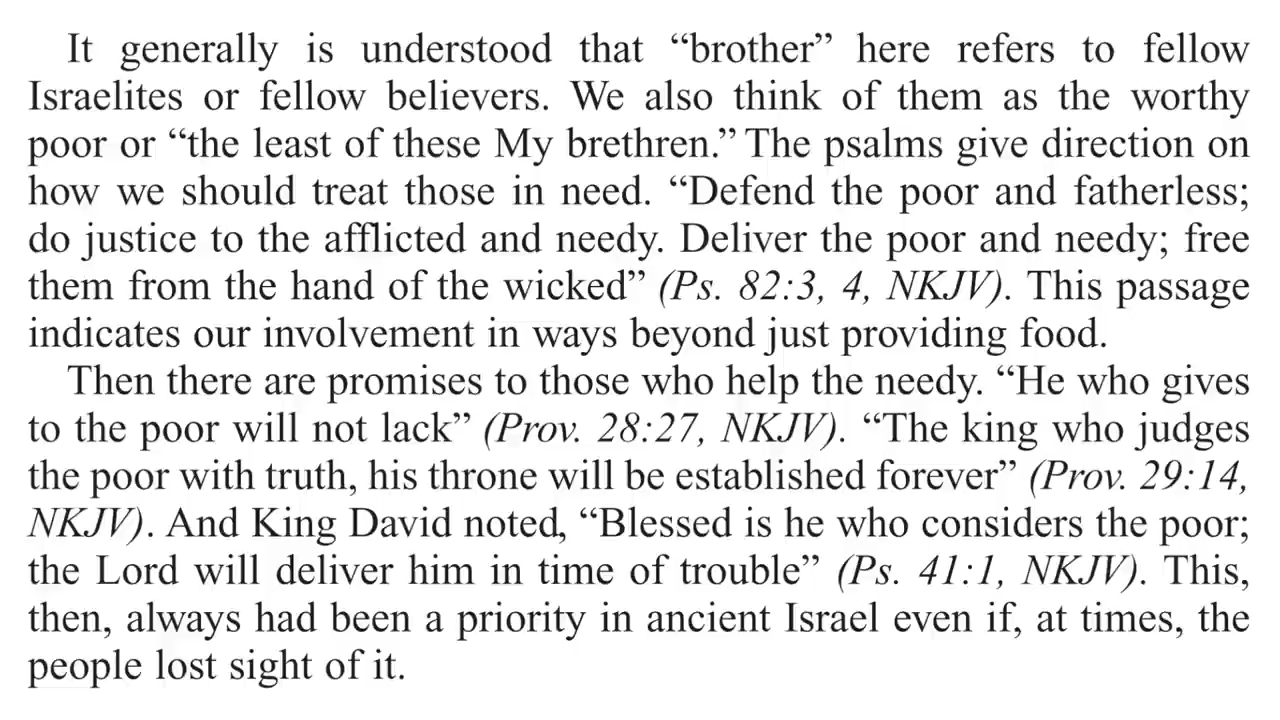 It generally is understood that “brother” here refers to fellow
Israelites or fellow believers. We also think of them as the worthy
poor or “the least of these My brethren.” The psalms give direction on
how we should treat those in need. “Defend the poor and fatherless;
do justice to the afflicted and needy. Deliver the poor and needy; free
them from the hand of the wicked” (Ps. 82:3, 4, NKJV). This passage
indicates our involvement in ways beyond just providing food.
Then there are promises to those who help the needy. “He who gives
to the poor will not lack” (Prov. 28:27, NKJV). “The king who judges
the poor with truth, his throne will be established forever” (Prov. 29:14,
NKJV). And King David noted, “Blessed is he who considers the poor;
the Lord will deliver him in time of trouble” (Ps. 41:1, NKJV). This,
then, always had been a priority in ancient Israel even if, at times, the
people lost sight of it.